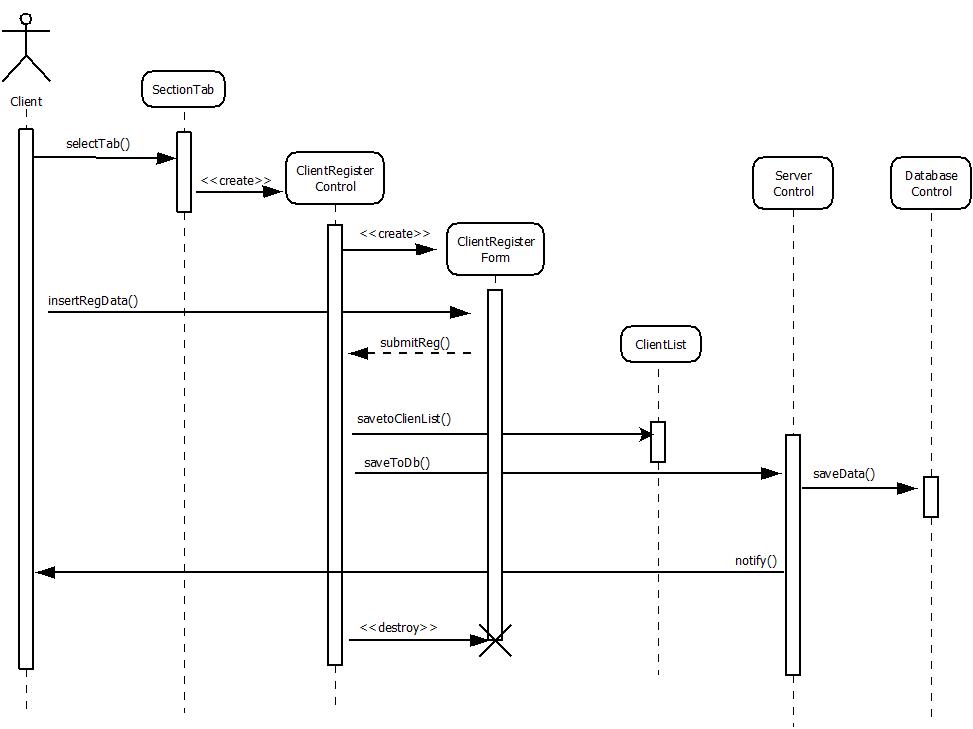 Client
SectionTab
selectTab()
<<create>>
ClientRegister
Control
Server
Control
Database
Control
<<create>>
ClientRegister
Form
insertRegData()
submitReg()
ClientList
savetoClienList()
saveToDb()
saveData()
notify()
<<destroy>>